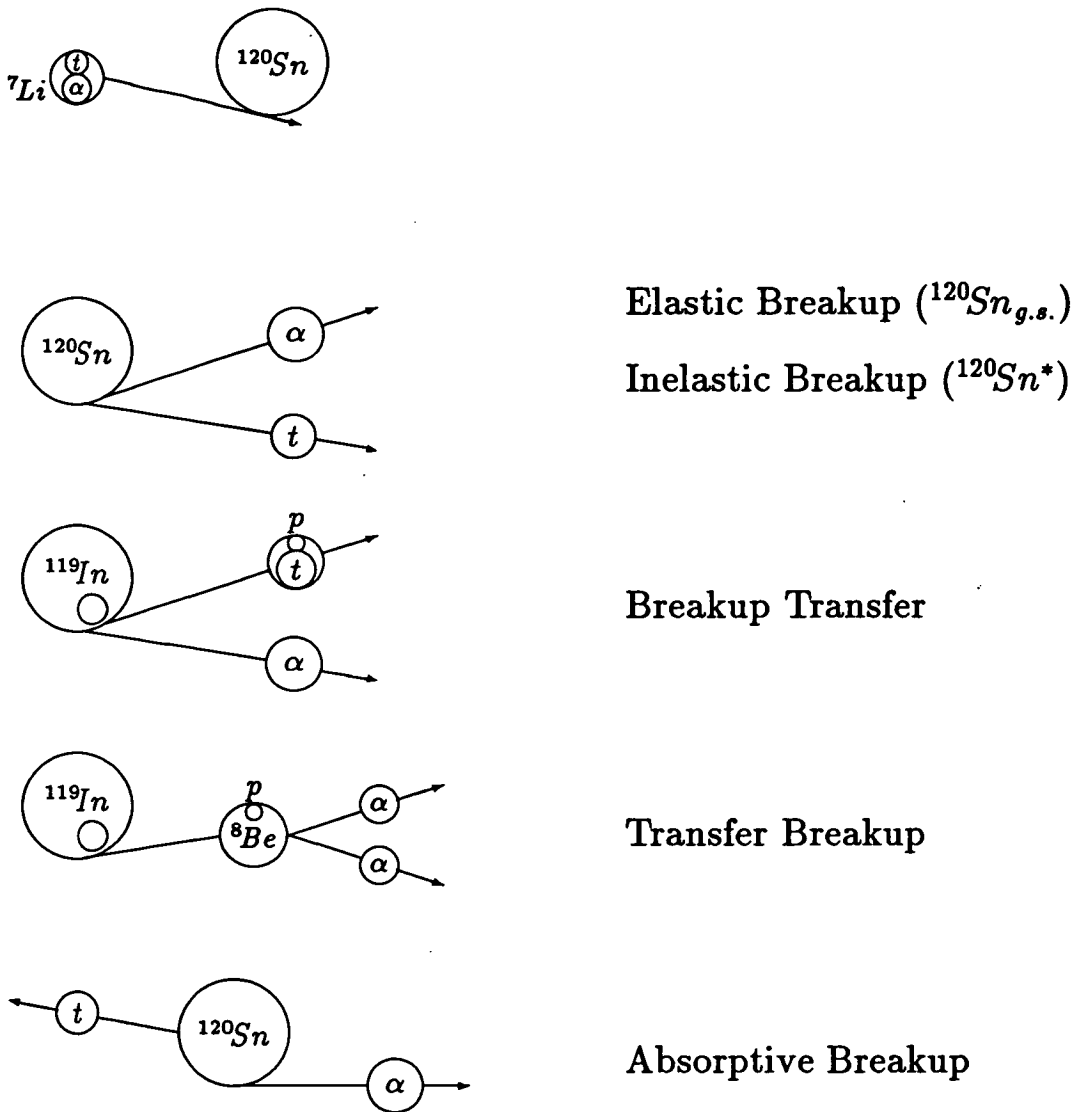 ⁷Li t α ¹²⁰Sn
¹²⁰Sn α t
Elastic Breakup (¹²⁰Sn_g.s.)
Inelastic Breakup (¹²⁰Sn*)
¹¹⁹In p t α
Breakup Transfer
¹¹⁹In p ⁸Be α α
Transfer Breakup
t ¹²⁰Sn α
Absorptive Breakup